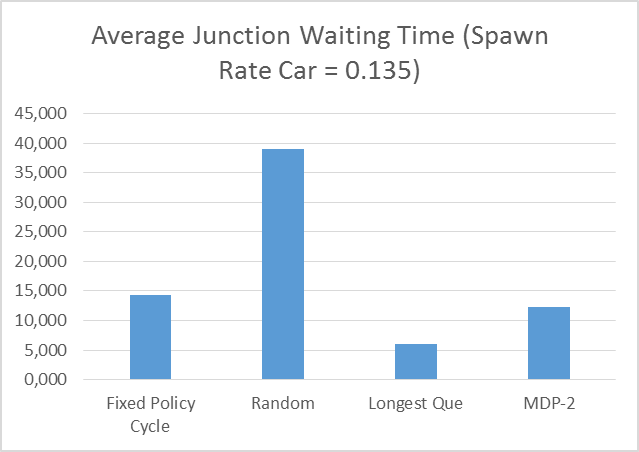 Average Junction Waiting Time (Spawn
Rate Car = 0.135)
45,000
40,000
35,000
30,000
25,000
20,000
15,000
10,000
5,000
0,000
Fixed Policy
Cycle
Random
Longest Que
MDP-2